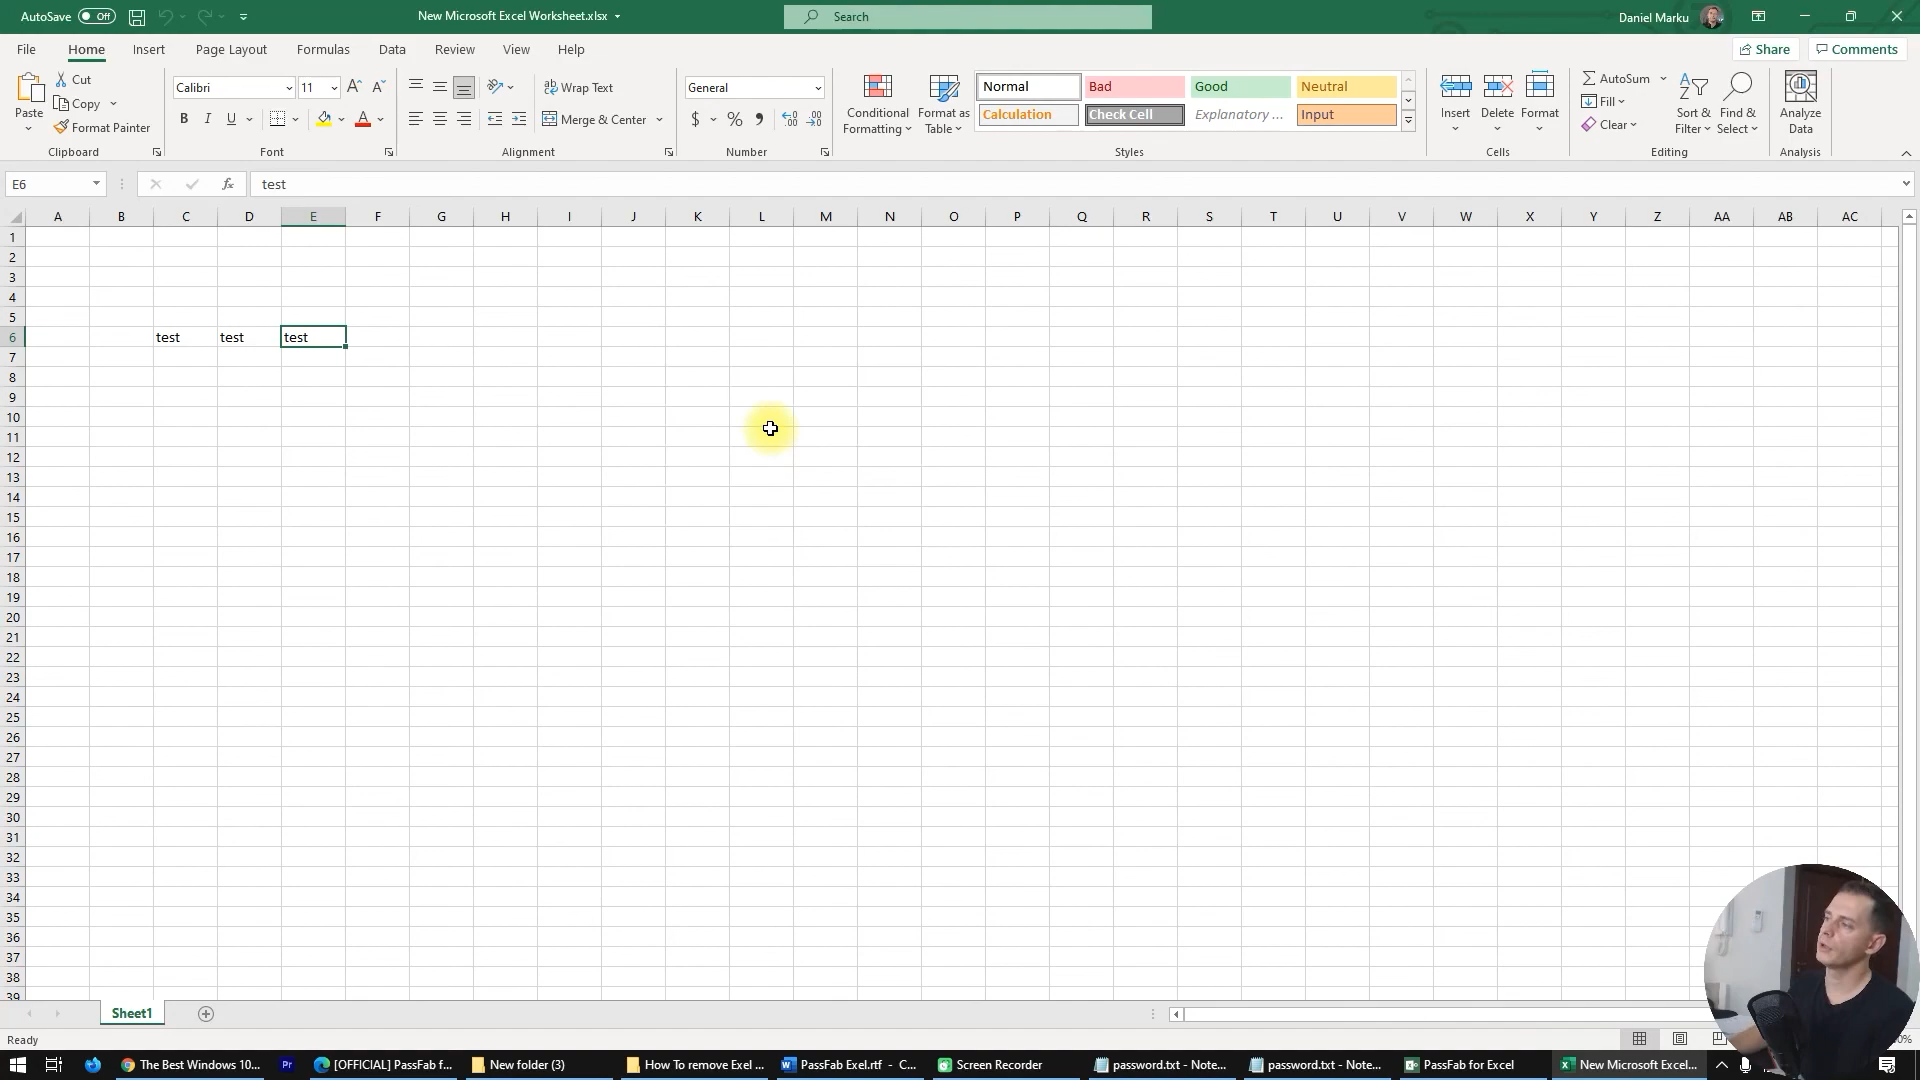 AutoSave Off
New Microsoft Excel Worksheet.xlsx
Search
Daniel Marku
File Home Insert Page Layout Formulas Data Review View Help
Share Comments
Paste
Cut
Copy
Format Painter
Clipboard
Calibri 11
B I U
A
Font
Wrap Text
Merge & Center
Alignment
General
$ % 9
Number
Conditional Formatting
Format as Table
Normal Bad Good Neutral
Calculation Check Cell Explanatory ... Input
Styles
Insert Delete Format
Cells
AutoSum
Fill
Clear
Sort & Filter
Find & Select
Editing
Analyze Data
Analysis
E6
fx
test
A B C D E F G H I J K L M N O P Q R S T U V W X Y Z AA AB AC
1
2
3
4
5
6 test test test
7
8
9
10
11
12
13
14
15
16
17
18
19
20
21
22
23
24
25
26
27
28
29
30
31
32
33
34
35
36
37
38
39
Sheet1
Ready
The Best Windows 10...
Pr
[OFFICIAL] PassFab f...
New folder (3)
How To remove Exel ...
PassFab Exel.rtf - C...
Screen Recorder
password.txt - Note...
password.txt - Note...
PassFab for Excel
New Microsoft Excel...